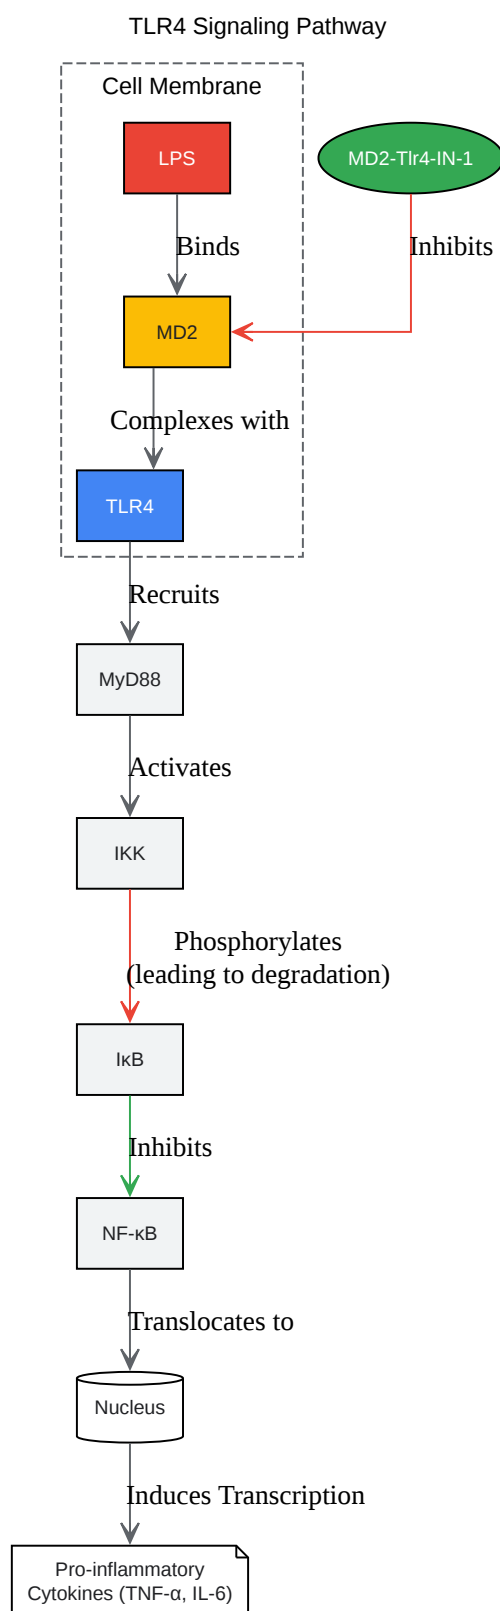 TLR4 Signaling Pathway
Cell Membrane
LPS
MD2-Tlr4-IN-1
Binds
Inhibits
MD2
Complexes with
TLR4
Recruits
MyD88
Activates
IKK
Phosphorylates
(leading to degradation)
IκB
Inhibits
NF-κB
Translocates to
Nucleus
Induces Transcription
Pro-inflammatory
Cytokines (TNF-α, IL-6)